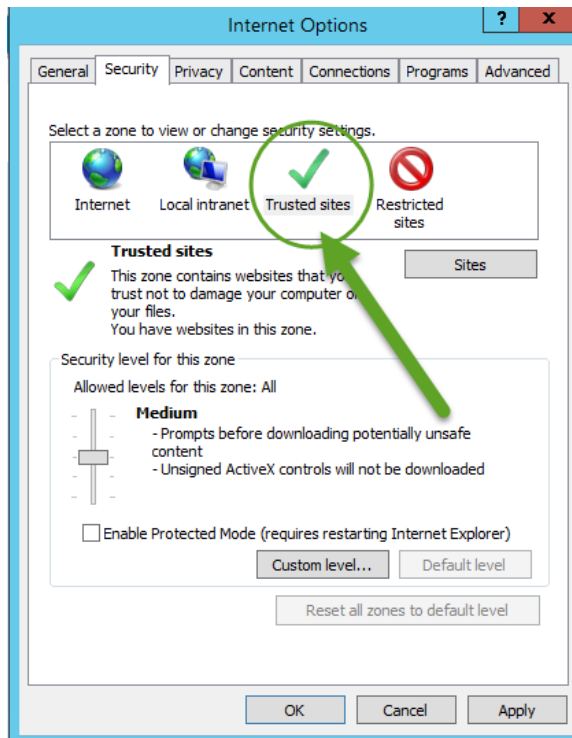 Internet Options
?
x
General
Security
Privacy
Content
Connections
Programs
Advanced
Select a zone to view or change security settings.
Internet
Local intranet
Trusted sites
Restricted
sites
Trusted sites
This zone contains websites that you
trust not to damage your computer or
your files.
You have websites in this zone.
Sites
Security level for this zone
Allowed levels for this zone: All
Medium
- Prompts before downloading potentially unsafe
content
- Unsigned ActiveX controls will not be downloaded
Enable Protected Mode (requires restarting Internet Explorer)
Custom level...
Default level
Reset all zones to default level
OK
Cancel
Apply